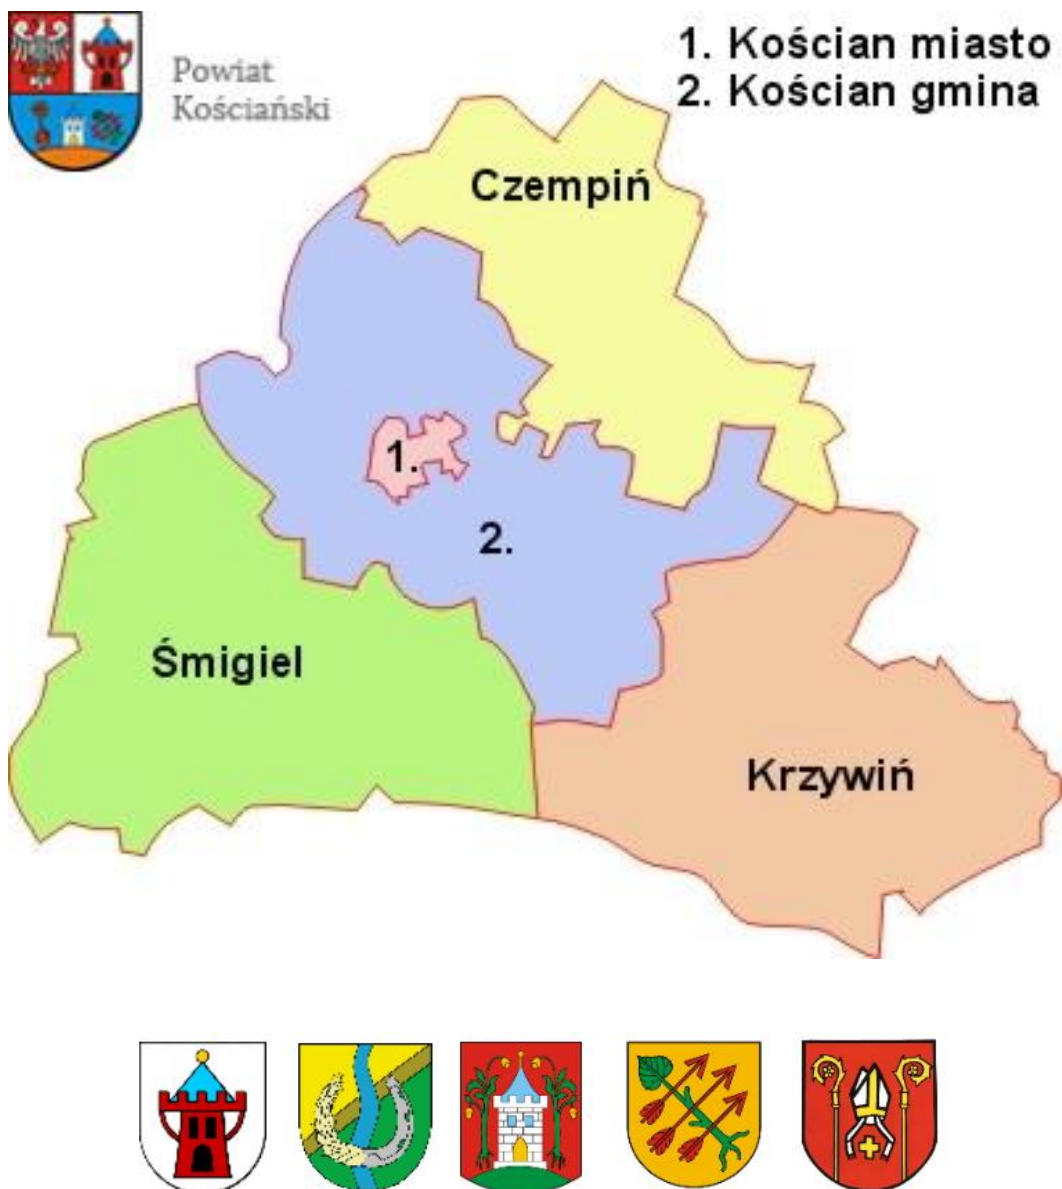 Powiat
Kościański
1. Kościan miasto
2. Kościan gmina
Czempiń
1.
2.
Śmigiel
Krzywiń